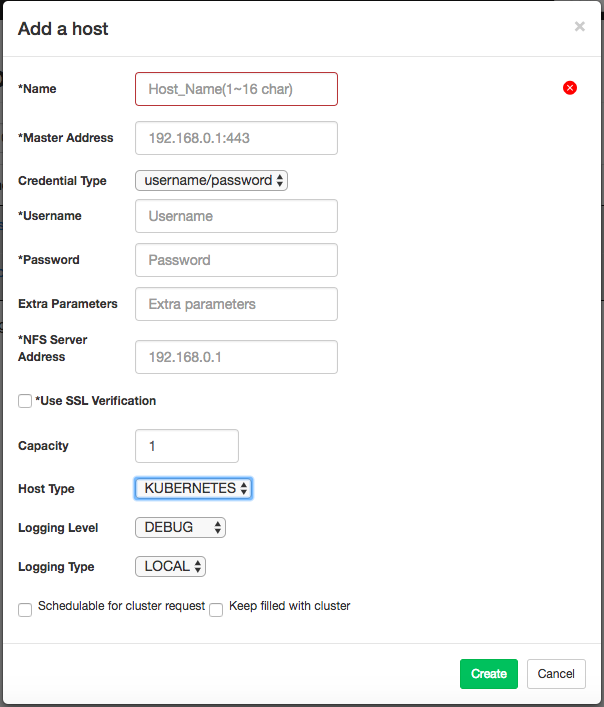 Add a host
×
*Name Host_Name(1~16 char)
*Master Address 192.168.0.1:443
Credential Type username/password
*Username Username
*Password Password
Extra Parameters Extra parameters
*NFS Server
Address 192.168.0.1
*Use SSL Verification
Capacity 1
Host Type KUBERNETES
Logging Level DEBUG
Logging Type LOCAL
Schedulable for cluster request Keep filled with cluster
Create Cancel